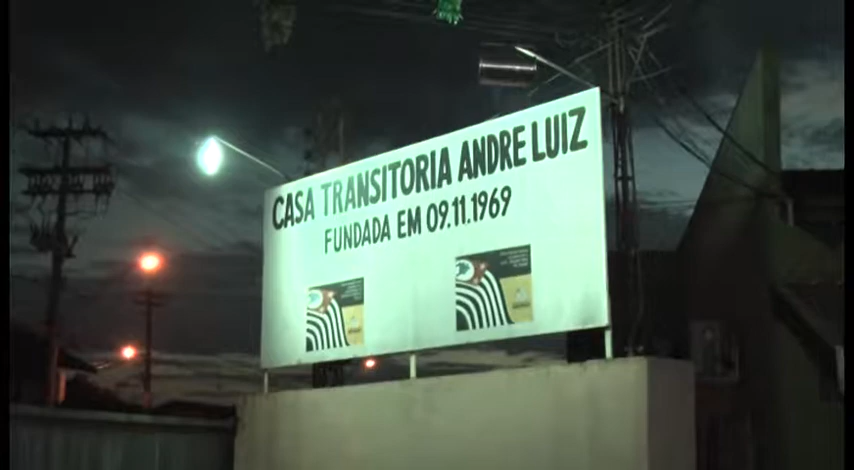 CASA TRANSITORIA ANDRE LUIZ
FUNDADA EM 09.11.1969